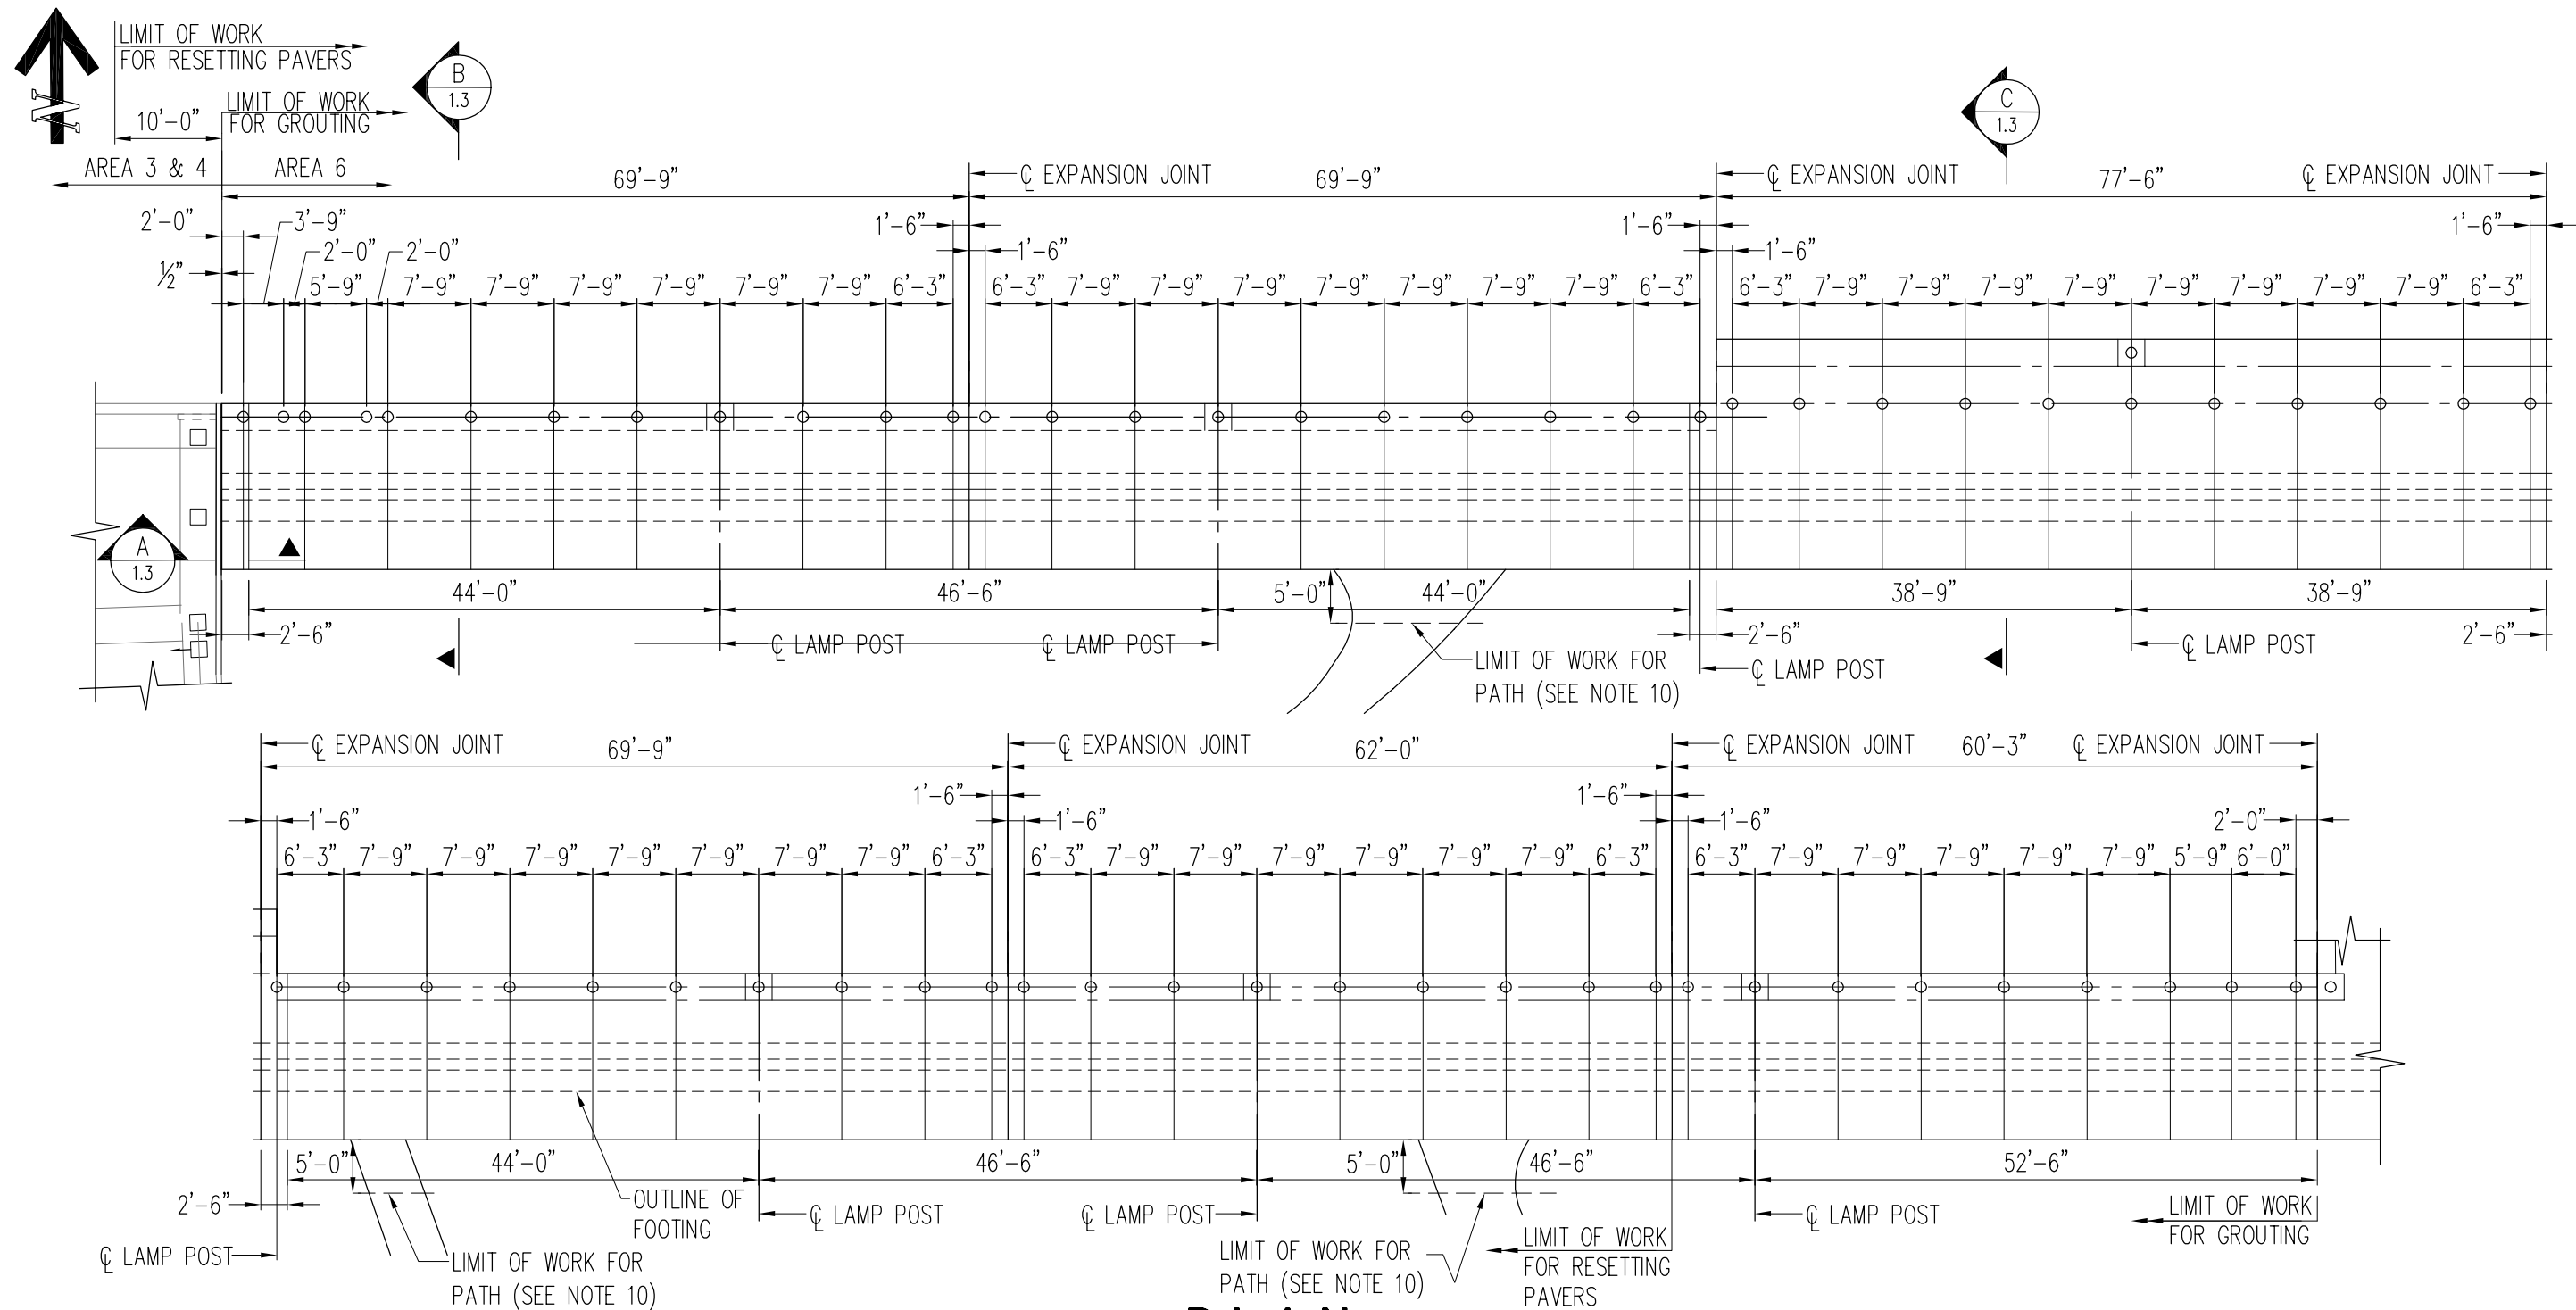 LIMIT OF WORK
FOR RESETTING PAVERS
N
10'-0"
LIMIT OF WORK
FOR GROUTING
B
1.3
C
1.3
AREA 3 & 4
AREA 6
69'-9"
℄ EXPANSION JOINT
69'-9"
℄ EXPANSION JOINT
77'-6"
℄ EXPANSION JOINT
2'-0"
3'-9"
1'-6"
1'-6"
1'-6"
2'-0"
2'-0"
1'-6"
1'-6"
½"
5'-9"
7'-9"
7'-9"
7'-9"
7'-9"
7'-9"
7'-9"
6'-3"
6'-3"
7'-9"
7'-9"
7'-9"
7'-9"
7'-9"
7'-9"
7'-9"
6'-3"
6'-3"
7'-9"
7'-9"
7'-9"
7'-9"
7'-9"
7'-9"
7'-9"
7'-9"
6'-3"
A
1.3
44'-0"
46'-6"
5'-0"
44'-0"
38'-9"
38'-9"
2'-6"
℄ LAMP POST
℄ LAMP POST
2'-6"
℄ LAMP POST
2'-6"
LIMIT OF WORK FOR
PATH (SEE NOTE 10)
℄ LAMP POST
℄ EXPANSION JOINT
69'-9"
℄ EXPANSION JOINT
62'-0"
℄ EXPANSION JOINT
60'-3"
℄ EXPANSION JOINT
1'-6"
1'-6"
1'-6"
1'-6"
1'-6"
2'-0"
6'-3"
7'-9"
7'-9"
7'-9"
7'-9"
7'-9"
7'-9"
7'-9"
6'-3"
6'-3"
7'-9"
7'-9"
7'-9"
7'-9"
7'-9"
7'-9"
6'-3"
6'-3"
7'-9"
7'-9"
7'-9"
7'-9"
7'-9"
5'-9"
6'-0"
5'-0"
44'-0"
46'-6"
5'-0"
46'-6"
52'-6"
2'-6"
OUTLINE OF
FOOTING
℄ LAMP POST
℄ LAMP POST
℄ LAMP POST
LIMIT OF WORK
FOR GROUTING
℄ LAMP POST
LIMIT OF WORK FOR
PATH (SEE NOTE 10)
LIMIT OF WORK FOR
PATH (SEE NOTE 10)
LIMIT OF WORK
FOR RESETTING
PAVERS